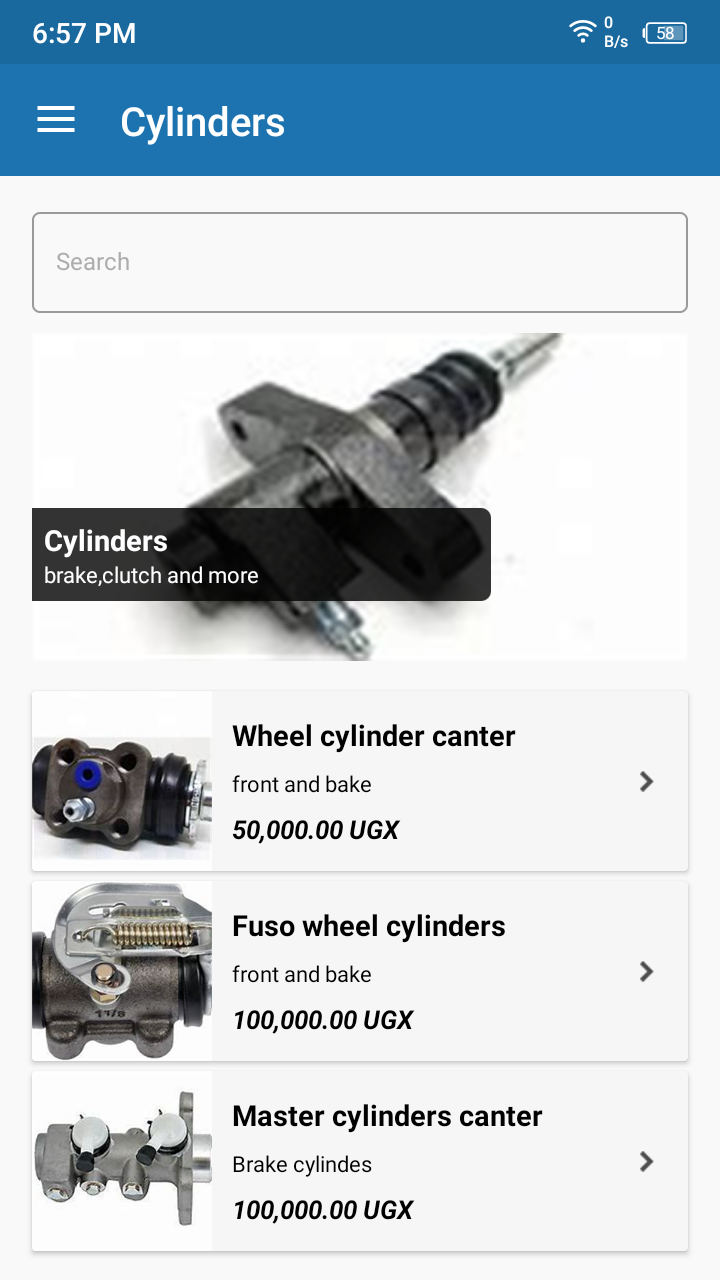 6:57 PM
0
B/s
58
Cylinders
Search
Cylinders
brake,clutch and more
Wheel cylinder canter
front and bake
50,000.00 UGX
Fuso wheel cylinders
front and bake
100,000.00 UGX
11/8
Master cylinders canter
Brake cylindes
100,000.00 UGX